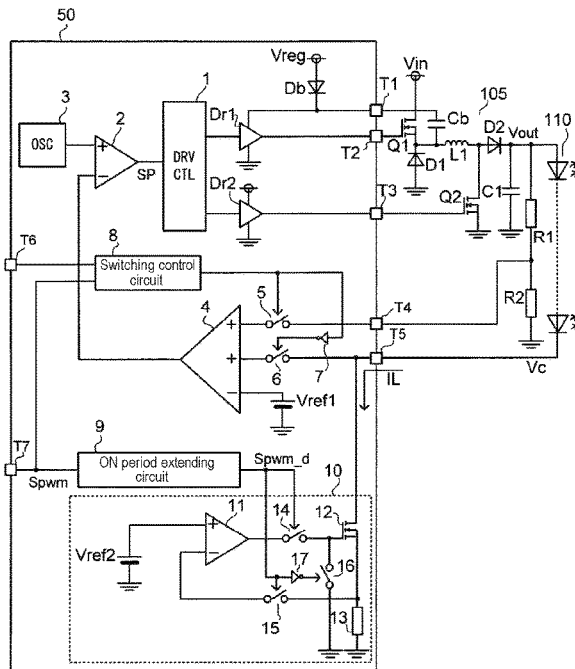 50
Vreg
Vin
Db
T1
105
110
3
1
Dr1
Cb
D2
Vout
OSC
2
+
−
SP
DRV
CTL
T2
Q1
D1
L1
Dr2
T3
Q2
C1
R1
T6
8
Switching control
circuit
4
5
T4
R2
+
7
T5
+
6
IL
Vc
−
Vref1
T7
9
ON period extending
circuit
Spwm
Spwm_d
10
11
12
14
+
−
Vref2
17
16
15
13